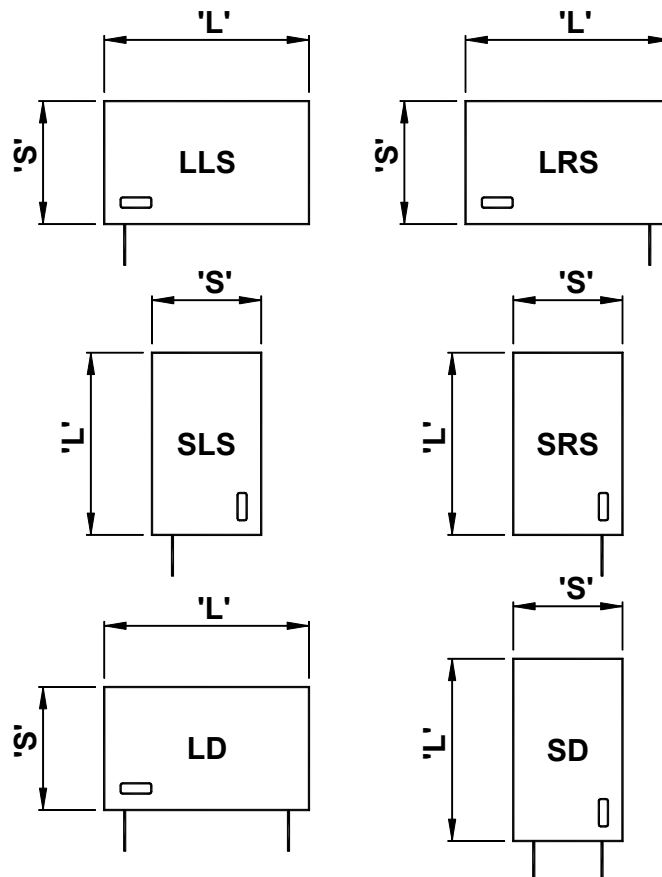 'L' 'L'
'S' LLS 'S' LRS
'S' 'S'
'L' SLS 'L' SRS
'L' 'S'
'S' LD 'L' SD